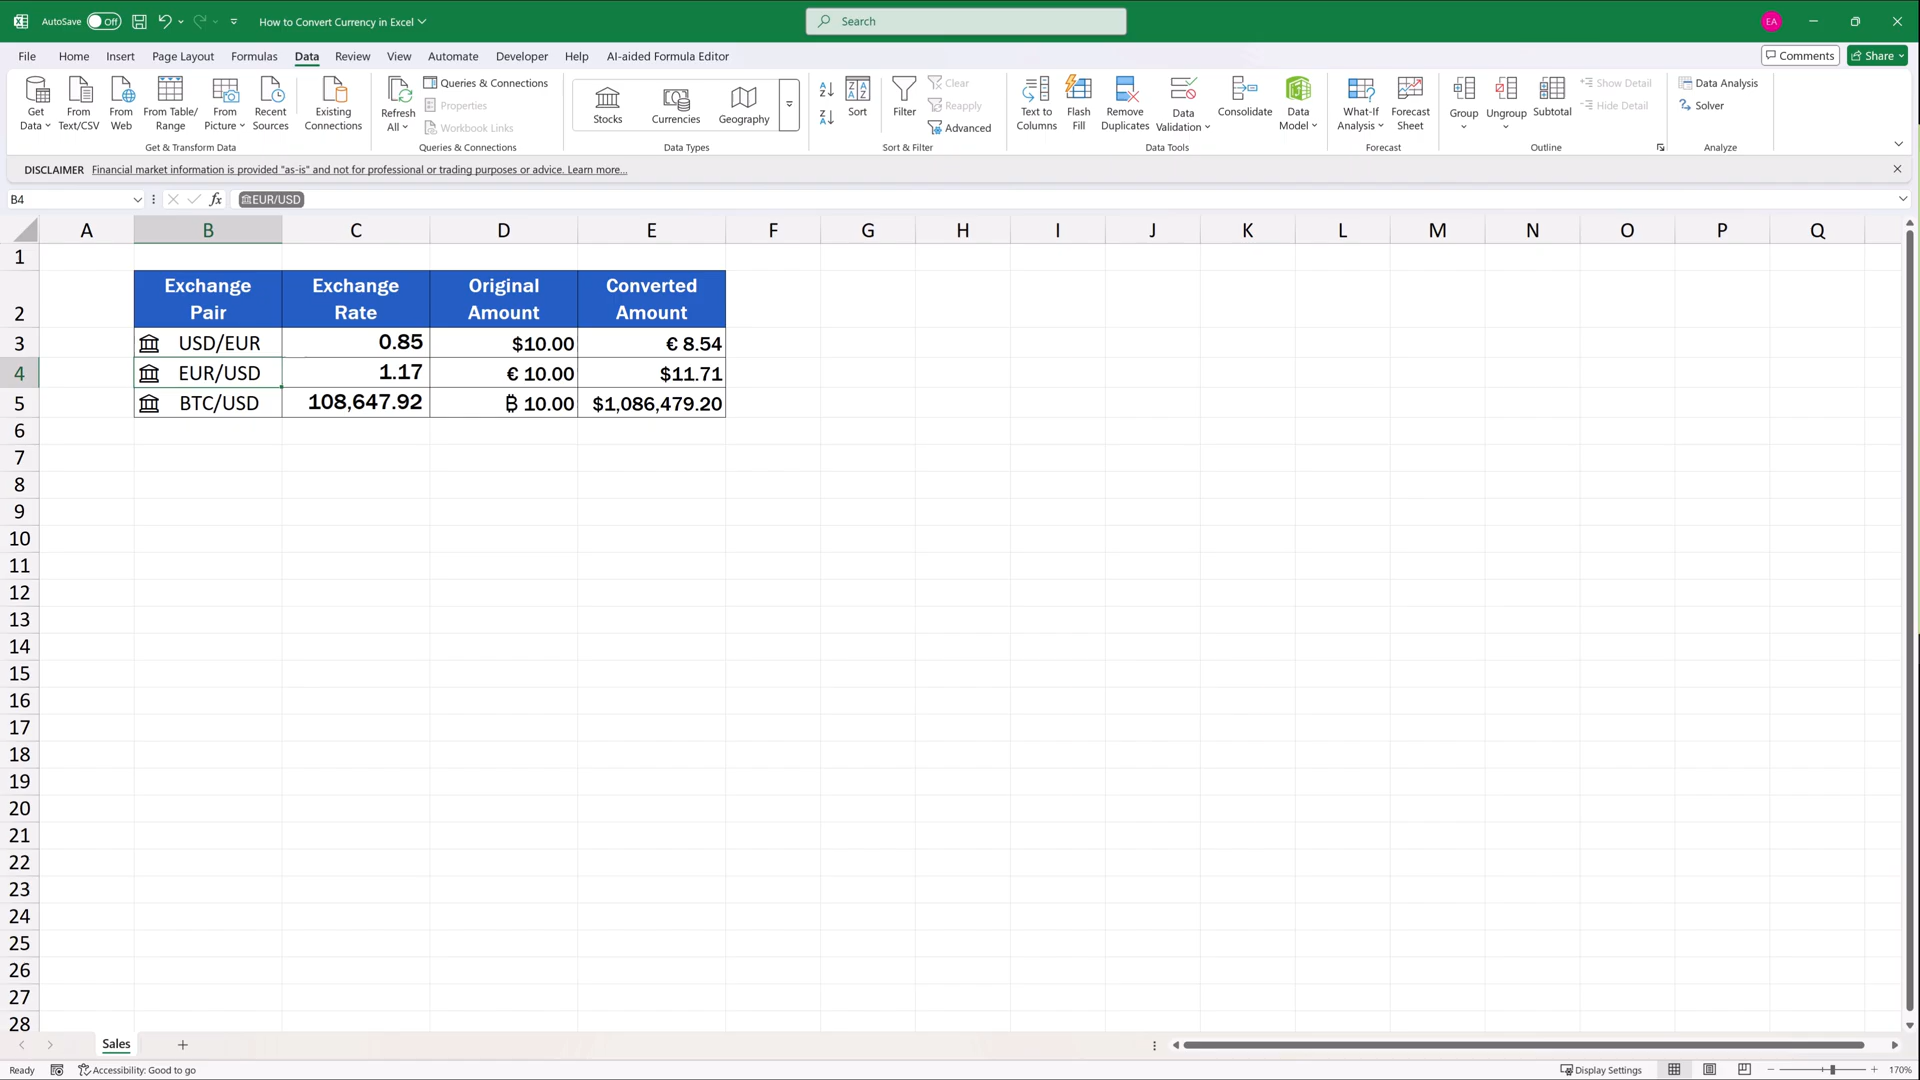 AutoSave Off How to Convert Currency in Excel Search EA
File Home Insert Page Layout Formulas Data Review View Automate Developer Help AI-aided Formula Editor Comments Share
Get Data From Text/CSV From Web From Table/ Range From Picture Recent Sources Existing Connections
Get & Transform Data
Refresh All Queries & Connections Properties Workbook Links
Queries & Connections
Stocks Currencies Geography
Data Types
Sort Filter Clear Reapply Advanced
Sort & Filter
Text to Columns Flash Fill Remove Duplicates Data Validation Consolidate Data Model
Data Tools
What-If Analysis Forecast Sheet
Forecast
Group Ungroup Subtotal Show Detail Hide Detail
Outline
Data Analysis Solver
Analyze
DISCLAIMER Financial market information is provided "as-is" and not for professional or trading purposes or advice. Learn more...
B4 fx EUR/USD
A B C D E F G H I J K L M N O P Q
1
2 Exchange Pair Exchange Rate Original Amount Converted Amount
3 USD/EUR 0.85 $10.00 € 8.54
4 EUR/USD 1.17 € 10.00 $11.71
5 BTC/USD 108,647.92 ₿ 10.00 $1,086,479.20
6
7
8
9
10
11
12
13
14
15
16
17
18
19
20
21
22
23
24
25
26
27
28
Sales
Ready Accessibility: Good to go Display Settings 170%